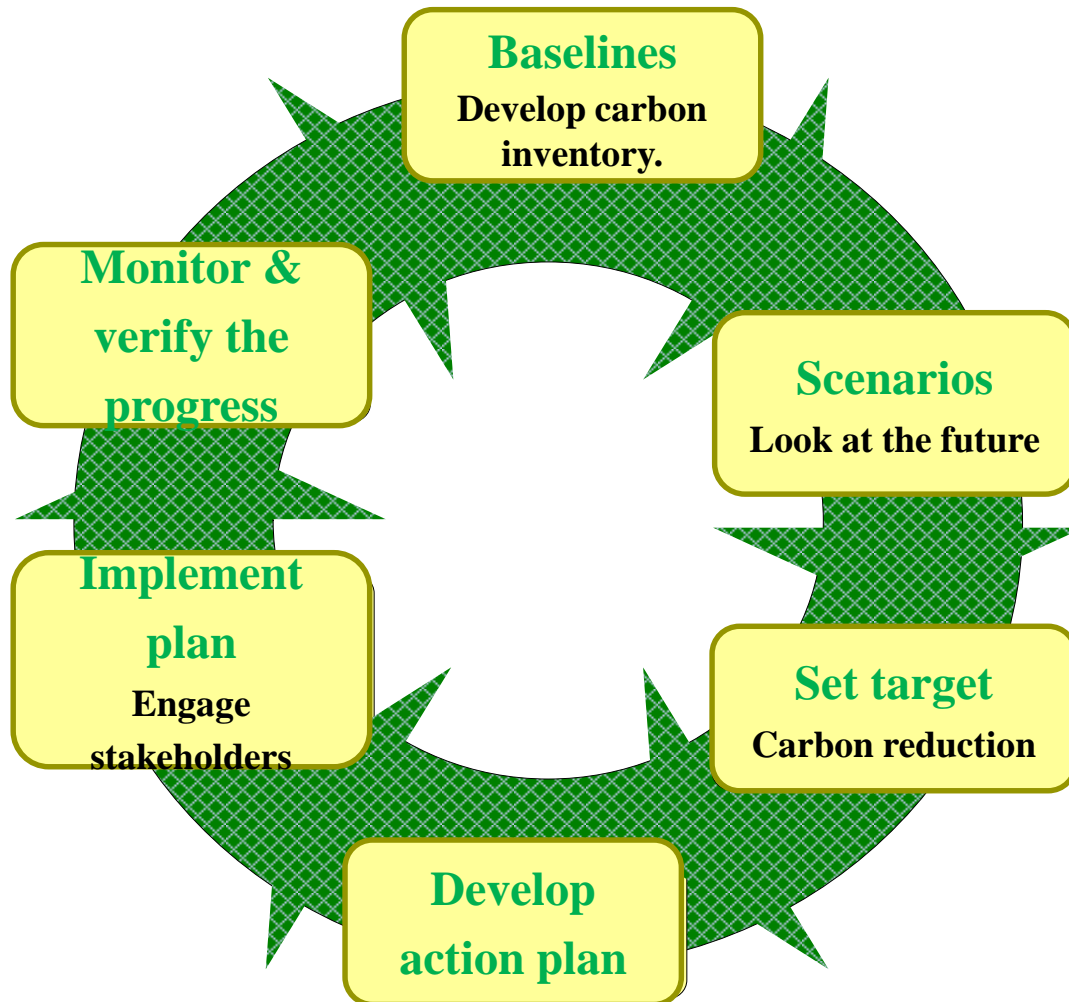 Baselines
Develop carbon
inventory.
Scenarios
Look at the future
Set target
Carbon reduction
Develop
action plan
Implement
plan
Engage
stakeholders
Monitor &
verify the
progress